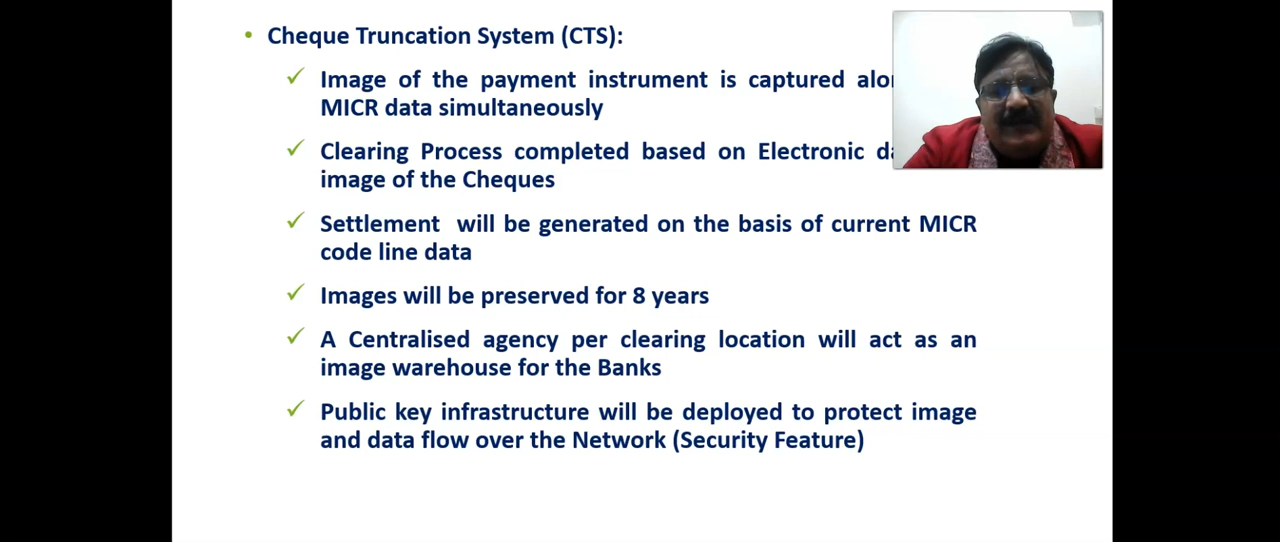 Cheque Truncation System (CTS):
Image of the payment instrument is captured
MICR data simultaneously
Clearing Process completed based on Electronic
image of the Cheques
Settlement will be generated on the basis of current MICR
code line data
Images will be preserved for 8 years
A Centralised agency per clearing location will act as an
image warehouse for the Banks
Public key infrastructure will be deployed to protect image
and data flow over the Network (Security Feature)